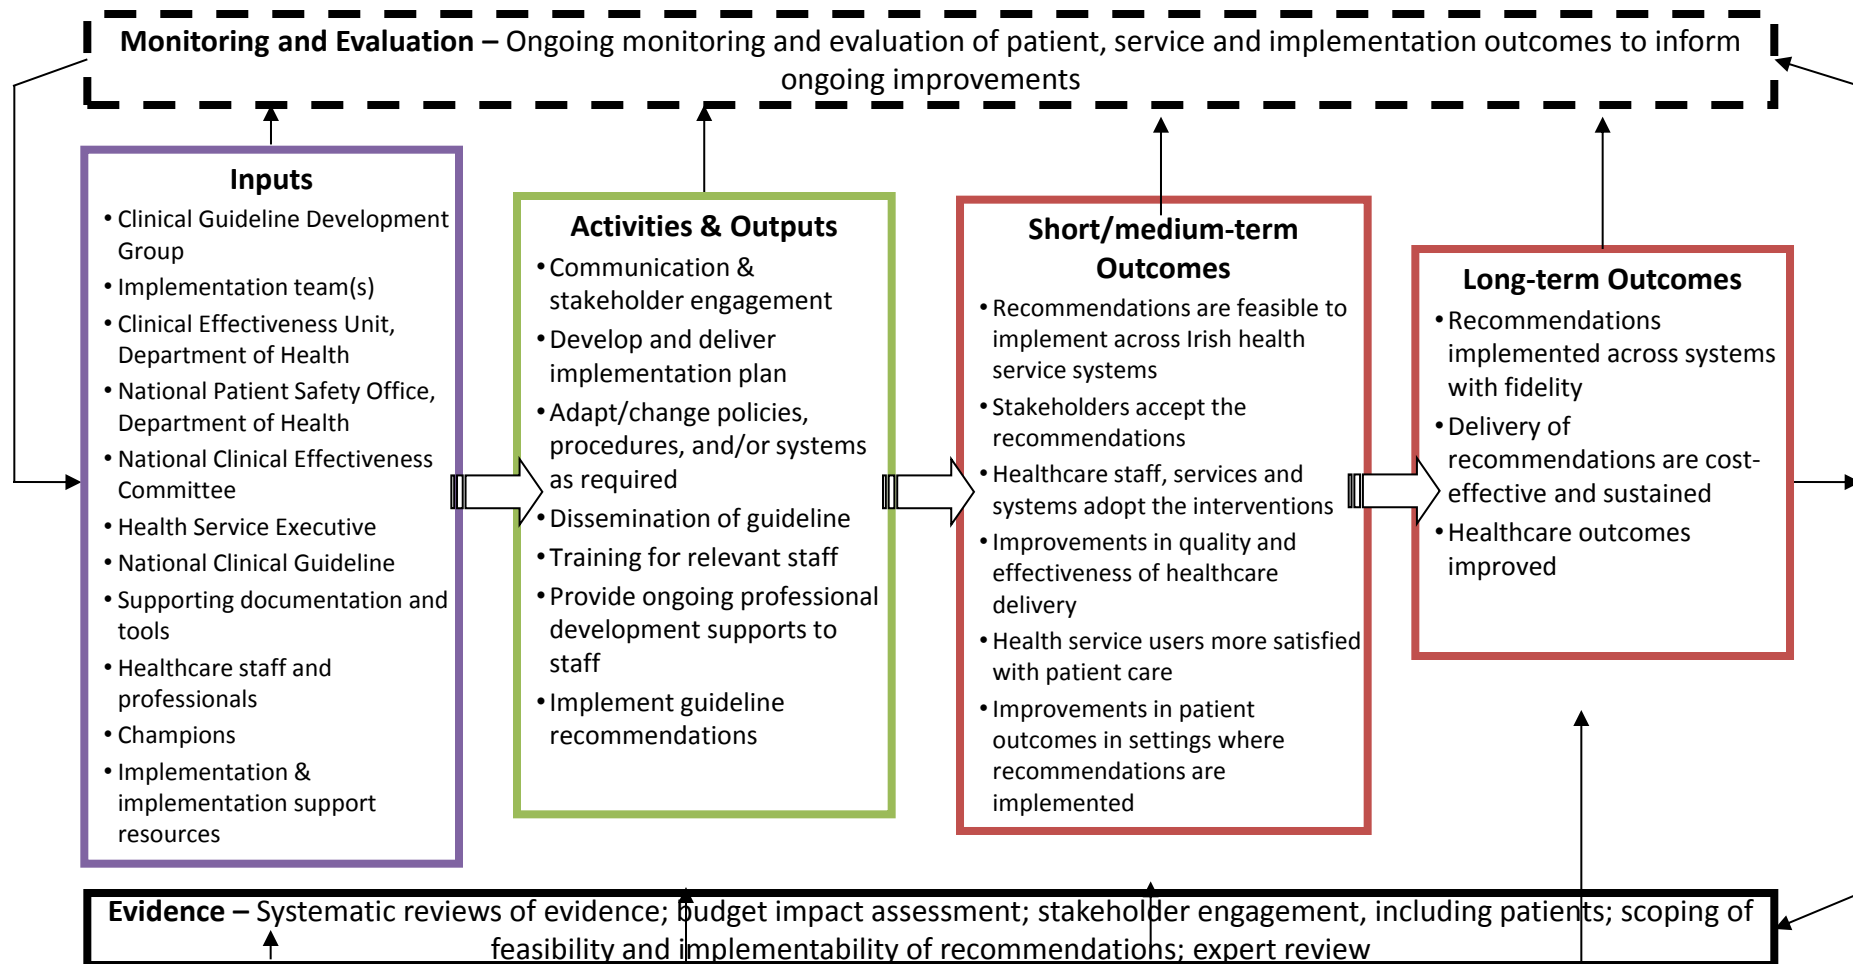 Monitoring and Evaluation – Ongoing monitoring and evaluation of patient, service and implementation outcomes to inform
ongoing improvements
Inputs
• Clinical Guideline Development
Group
• Implementation team(s)
• Clinical Effectiveness Unit,
Department of Health
• National Patient Safety Office,
Department of Health
• National Clinical Effectiveness
Committee
• Health Service Executive
• National Clinical Guideline
• Supporting documentation and
tools
• Healthcare staff and
professionals
• Champions
• Implementation &
implementation support
resources
Activities & Outputs
• Communication &
stakeholder engagement
• Develop and deliver
implementation plan
• Adapt/change policies,
procedures, and/or systems
as required
• Dissemination of guideline
• Training for relevant staff
• Provide ongoing professional
development supports to
staff
• Implement guideline
recommendations
Short/medium-term
Outcomes
• Recommendations are feasible to
implement across Irish health
service systems
• Stakeholders accept the
recommendations
• Healthcare staff, services and
systems adopt the interventions
• Improvements in quality and
effectiveness of healthcare
delivery
• Health service users more satisfied
with patient care
• Improvements in patient
outcomes in settings where
recommendations are
implemented
Long-term Outcomes
• Recommendations
implemented across systems
with fidelity
• Delivery of
recommendations are cost-
effective and sustained
• Healthcare outcomes
improved
Evidence – Systematic reviews of evidence; budget impact assessment; stakeholder engagement, including patients; scoping of
feasibility and implementability of recommendations; expert review